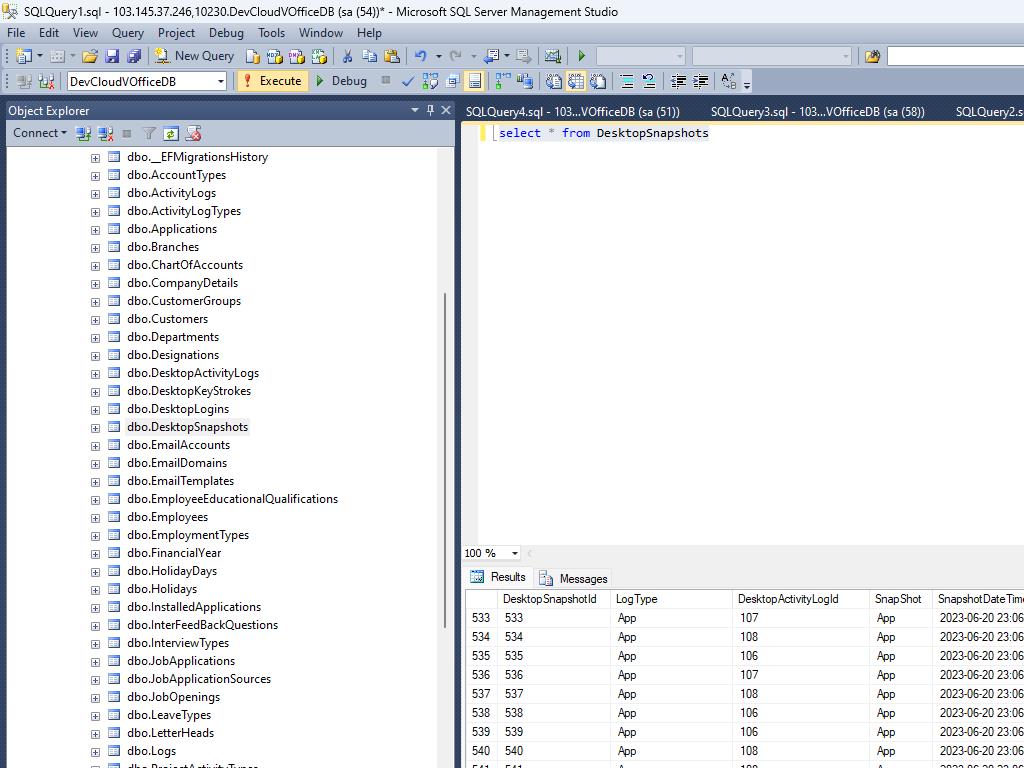 SQLQuery1.sql - 103.145.37.246,10230.DevCloudVOfficeDB (sa (54))* - Microsoft SQL Server Management Studio
File Edit View Query Project Debug Tools Window Help
New Query
DevCloudVOfficeDB Execute Debug
Object Explorer
Connect
dbo.__EFMigrationsHistory
dbo.AccountTypes
dbo.ActivityLogs
dbo.ActivityLogTypes
dbo.Applications
dbo.Branches
dbo.ChartOfAccounts
dbo.CompanyDetails
dbo.CustomerGroups
dbo.Customers
dbo.Departments
dbo.Designations
dbo.DesktopActivityLogs
dbo.DesktopKeyStrokes
dbo.DesktopLogins
dbo.DesktopSnapshots
dbo.EmailAccounts
dbo.EmailDomains
dbo.EmailTemplates
dbo.EmployeeEducationalQualifications
dbo.Employees
dbo.EmploymentTypes
dbo.FinancialYear
dbo.HolidayDays
dbo.Holidays
dbo.InstalledApplications
dbo.InterFeedBackQuestions
dbo.InterviewTypes
dbo.JobApplications
dbo.JobApplicationSources
dbo.JobOpenings
dbo.LeaveTypes
dbo.LetterHeads
dbo.Logs
dbo.ProjectActivityTypes
SQLQuery4.sql - 103...VOfficeDB (sa (51)) SQLQuery3.sql - 103...VOfficeDB (sa (58)) SQLQuery2.s
select * from DesktopSnapshots
100 %
Results Messages
DesktopSnapshotId LogType DesktopActivityLogId SnapShot SnapshotDateTime
533 533 App 107 App 2023-06-20 23:06
534 534 App 108 App 2023-06-20 23:06
535 535 App 106 App 2023-06-20 23:06
536 536 App 107 App 2023-06-20 23:06
537 537 App 108 App 2023-06-20 23:06
538 538 App 106 App 2023-06-20 23:06
539 539 App 106 App 2023-06-20 23:06
540 540 App 108 App 2023-06-20 23:06